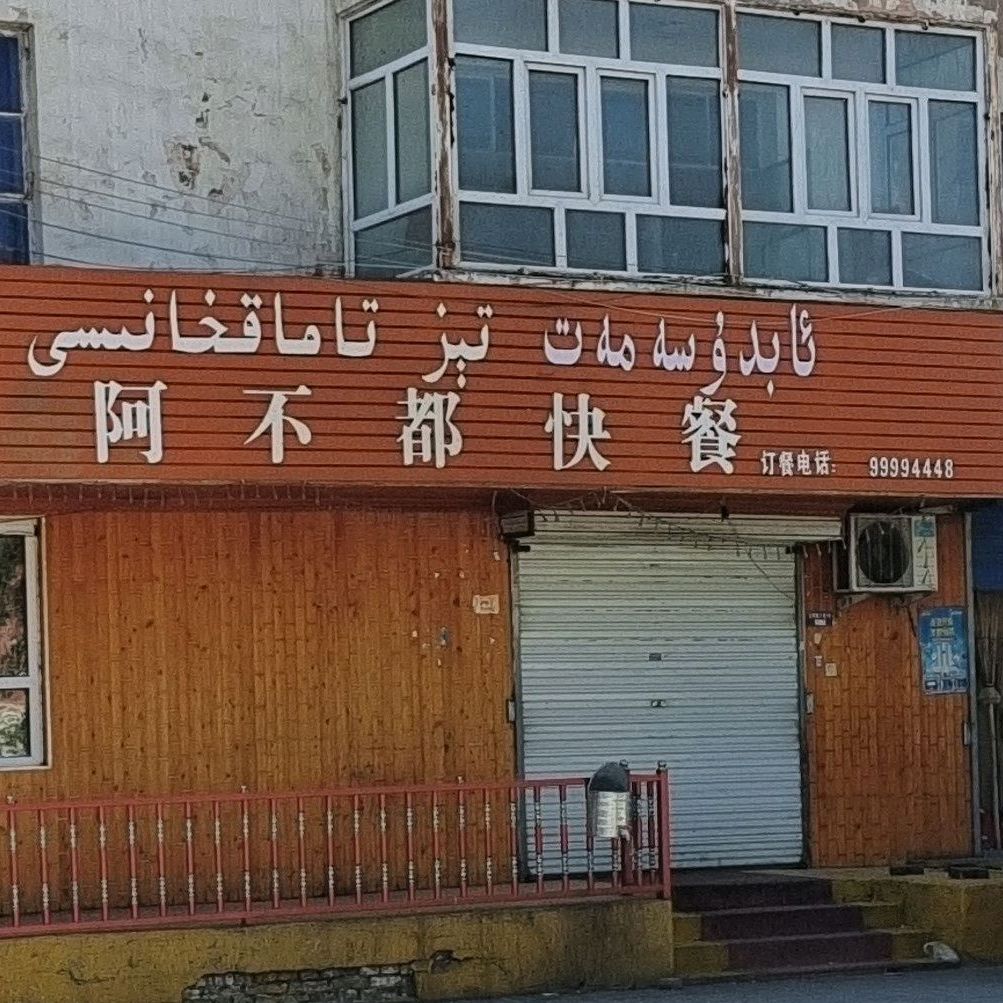 ئابدۇسەمەت تېز تاماقخانىسى
阿不都快餐
订餐电话: 99994448